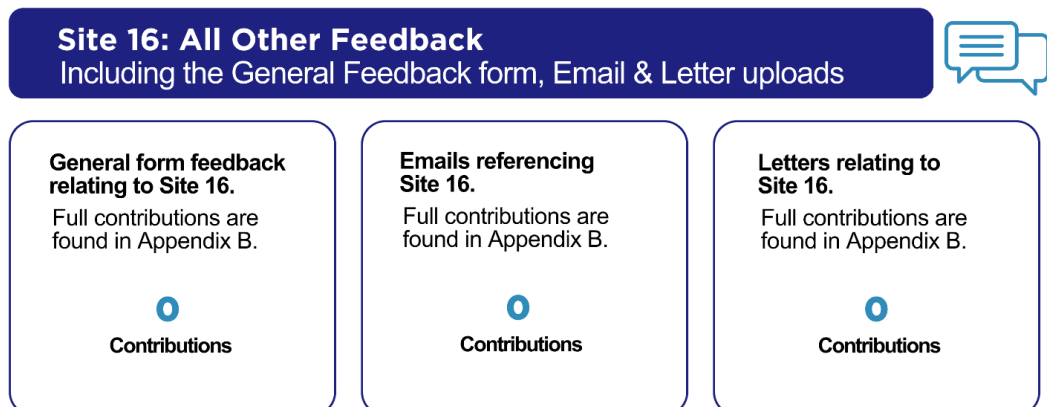 Site 16: All Other Feedback
Including the General Feedback form, Email & Letter uploads
General form feedback
relating to Site 16.
Full contributions are
found in Appendix B.
0
Contributions
Emails referencing
Site 16.
Full contributions are
found in Appendix B.
0
Contributions
Letters relating to
Site 16.
Full contributions are
found in Appendix B.
0
Contributions